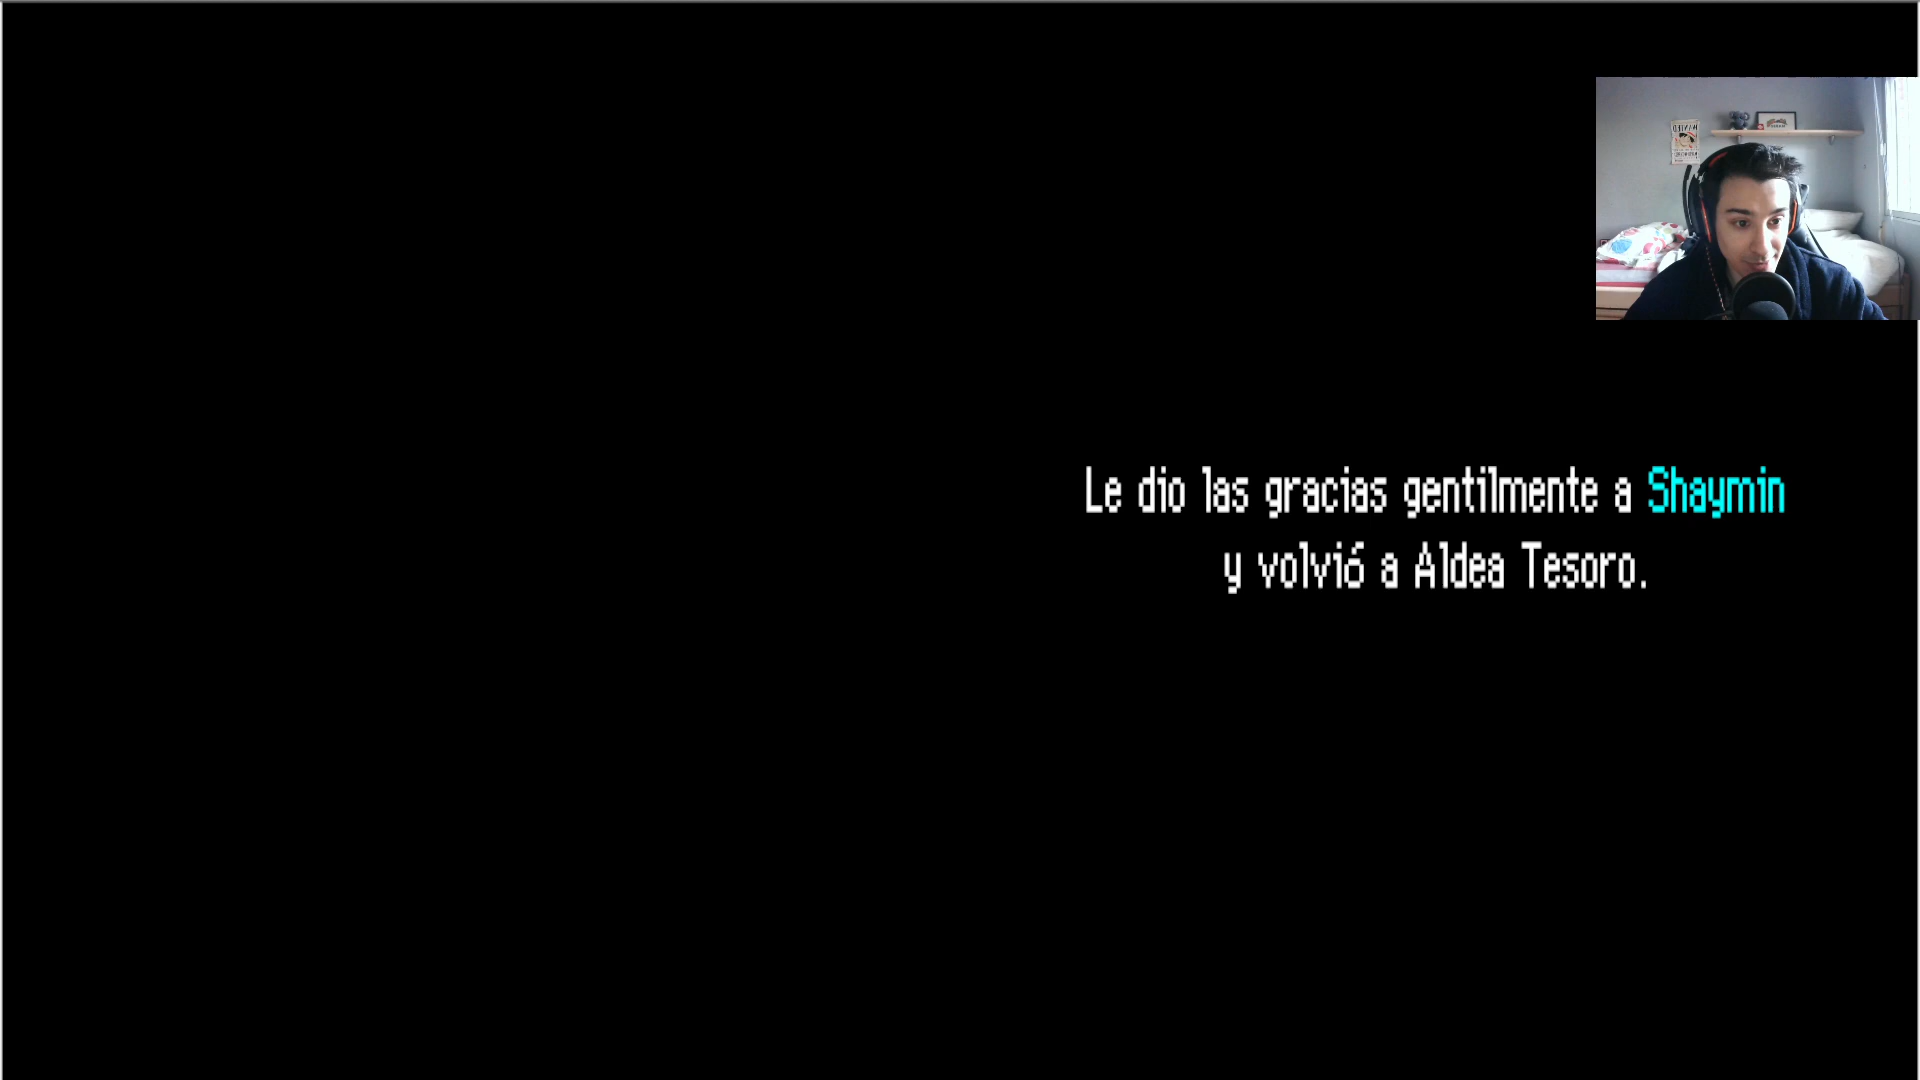 Le dio las gracias gentilmente a Shaymin
y volvió a Aldea Tesoro.